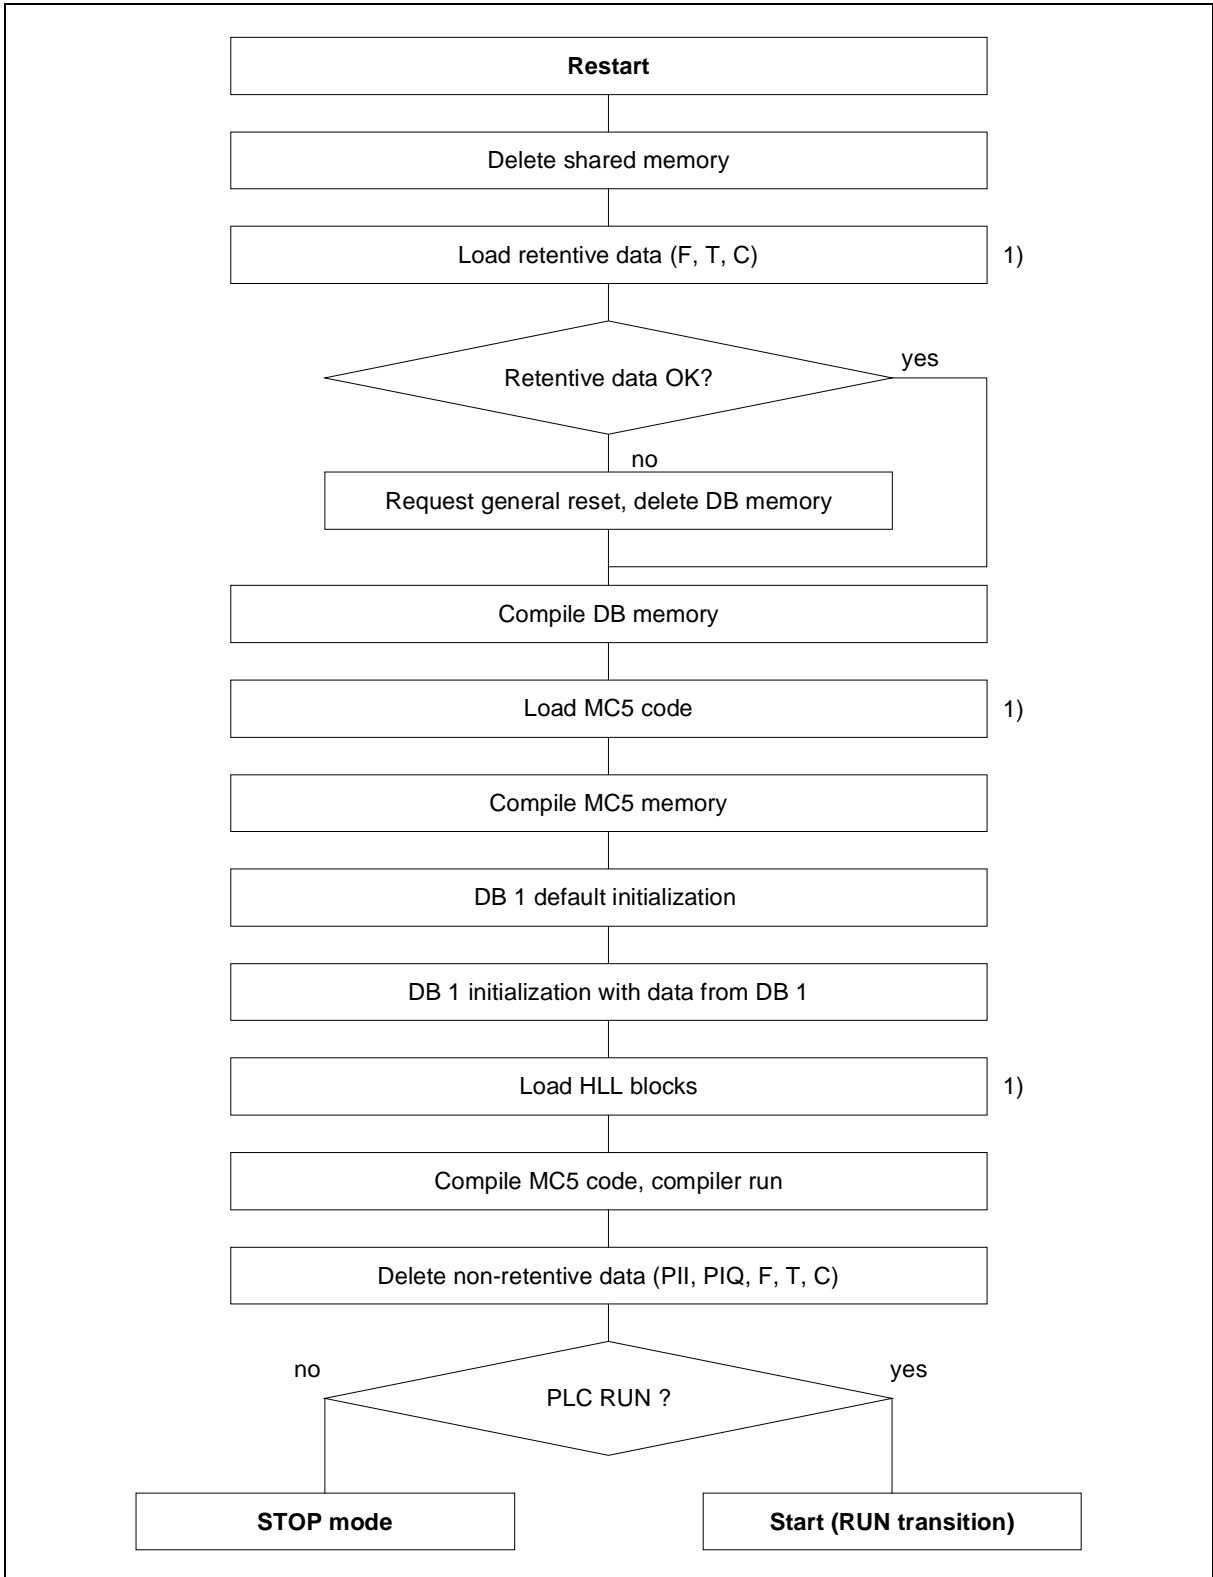 Restart
Delete shared memory
Load retentive data (F, T, C) 1)
yes
Retentive data OK?
no
Request general reset, delete DB memory
Compile DB memory
Load MC5 code 1)
Compile MC5 memory
DB 1 default initialization
DB 1 initialization with data from DB 1
Load HLL blocks 1)
Compile MC5 code, compiler run
Delete non-retentive data (PII, PIQ, F, T, C)
no yes
PLC RUN ?
STOP mode Start (RUN transition)